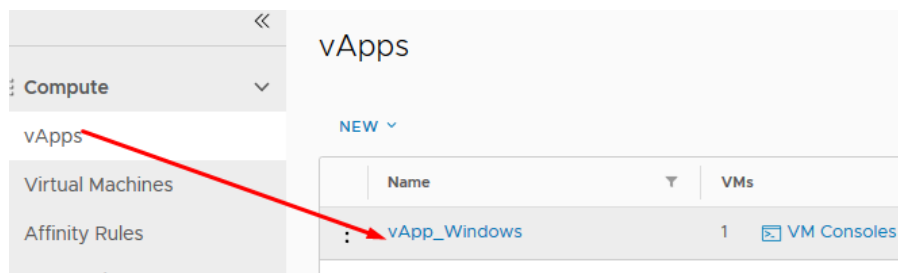 vApps
Compute
vApps
Virtual Machines
Affinity Rules
NEW
Name VMs
vApp_Windows 1 VM Consoles